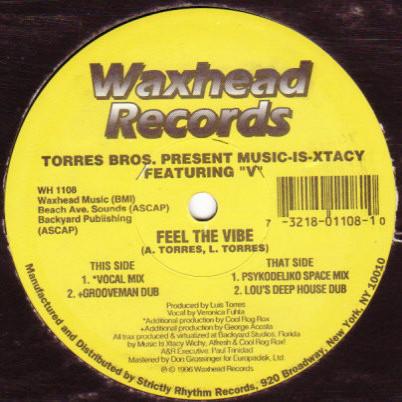 Waxhead
Records
TORRES BROS. PRESENT MUSIC-IS-XTACY
FEATURING "V"
WH 1108
Waxhead Music (BMI)
Beach Ave. Sounds (ASCAP)
Backyard Publishing
(ASCAP)
7 -3218-01108-1 0
FEEL THE VIBE
(A. TORRES, L. TORRES)
THIS SIDE
1. *VOCAL MIX
2. +GROOVEMAN DUB
THAT SIDE
1. PSYKODELIKO SPACE MIX
2. LOU'S DEEP HOUSE DUB
Produced by Luis Torres
Vocal by Veronica Fuhta
*Additional production by Cool Rog Rox
+Additional production by George Acosta
All trax produced & virtualized at Backyard Studios, Florida
by Music Is Xtacy Wichy, Alfresh & Cool Rog Rox!
A&R Executive: Paul Trinidad
Mastered by Don Grossinger for Europadisk, Ltd.
℗ © 1996 Waxhead Records
Manufactured and Distributed by Strictly Rhythm Records, 920 Broadway, New York, NY 10010